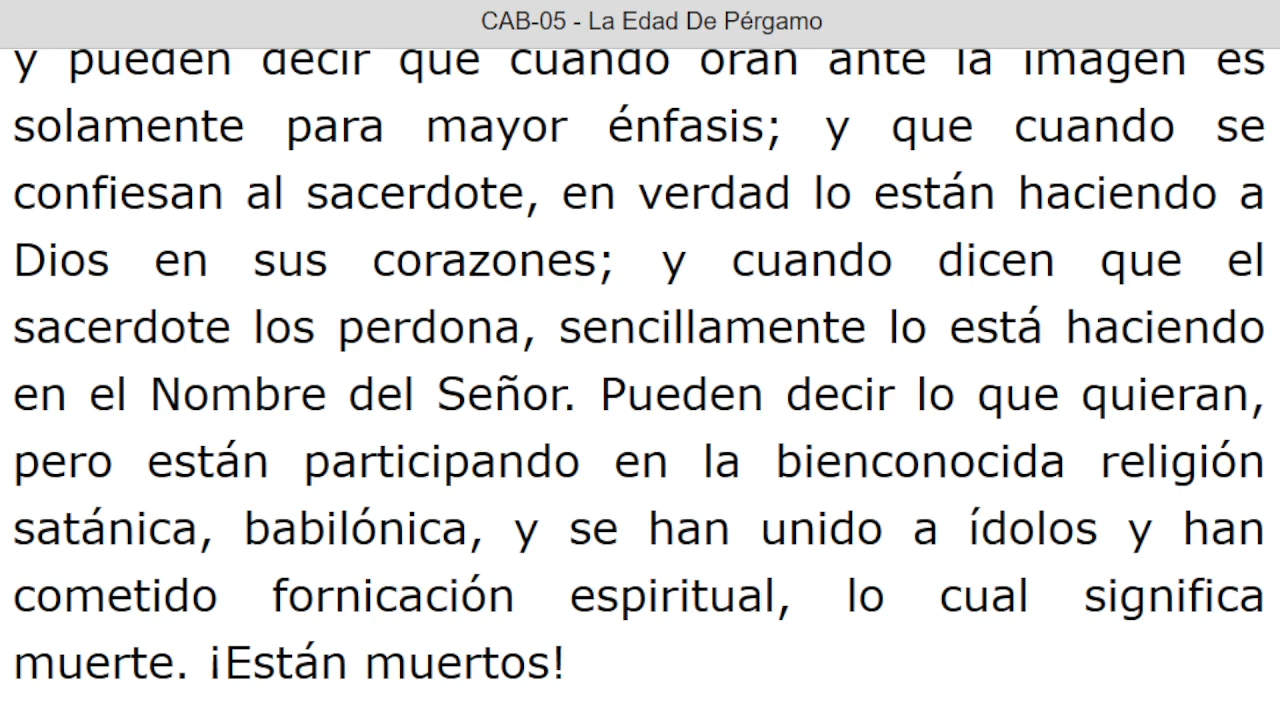 CAB-05 - La Edad De Pérgamo
y pueden decir que cuando oran ante la imagen es
solamente para mayor énfasis; y que cuando se
confiesan al sacerdote, en verdad lo están haciendo a
Dios en sus corazones; y cuando dicen que el
sacerdote los perdona, sencillamente lo está haciendo
en el Nombre del Señor. Pueden decir lo que quieran,
pero están participando en la bienconocida religión
satánica, babilónica, y se han unido a ídolos y han
cometido fornicación espiritual, lo cual significa
muerte. ¡Están muertos!